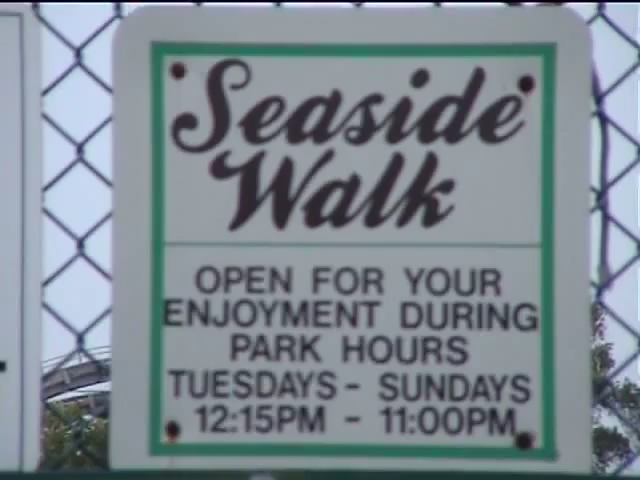 Seaside
Walk
OPEN FOR YOUR
ENJOYMENT DURING
PARK HOURS
TUESDAYS - SUNDAYS
12:15PM - 11:00PM